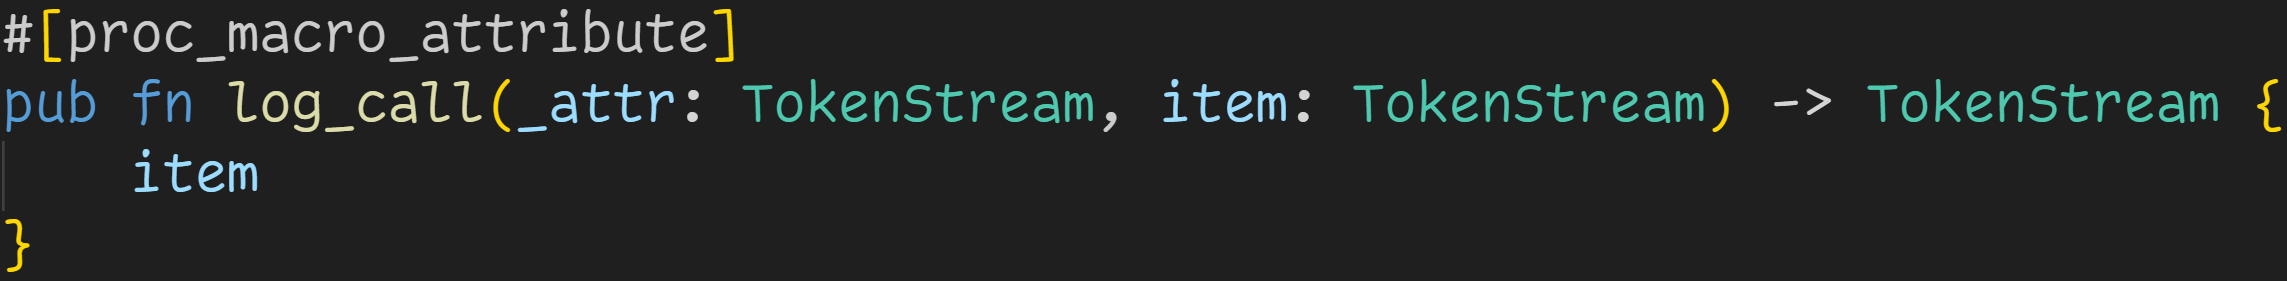 #[proc_macro_attribute]
pub fn log_call(_attr: TokenStream, item: TokenStream) -> TokenStream {
    item
}